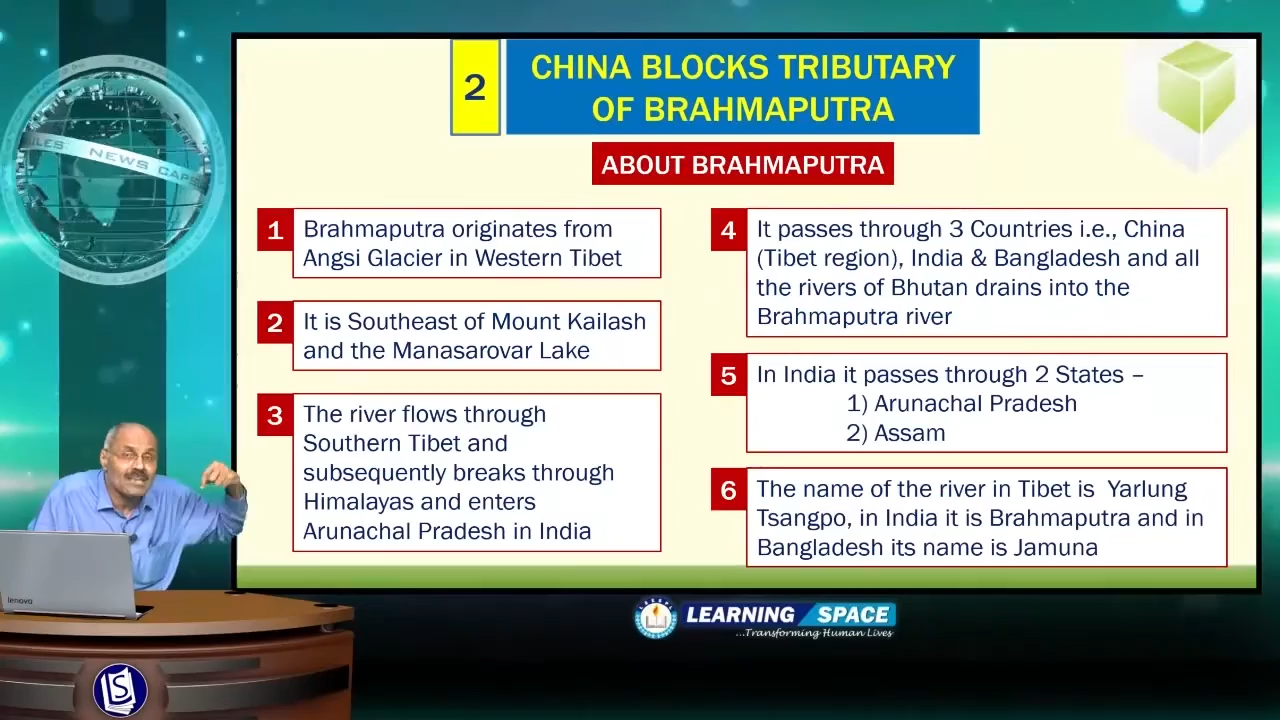 2
CHINA BLOCKS TRIBUTARY
OF BRAHMAPUTRA
ABOUT BRAHMAPUTRA
1
Brahmaputra originates from
Angsi Glacier in Western Tibet
2
It is Southeast of Mount Kailash
and the Manasarovar Lake
3
The river flows through
Southern Tibet and
subsequently breaks through
Himalayas and enters
Arunachal Pradesh in India
4
It passes through 3 Countries i.e., China
(Tibet region), India & Bangladesh and all
the rivers of Bhutan drains into the
Brahmaputra river
5
In India it passes through 2 States –
1) Arunachal Pradesh
2) Assam
6
The name of the river in Tibet is Yarlung
Tsangpo, in India it is Brahmaputra and in
Bangladesh its name is Jamuna
NEWS CAPS
lenovo
LS
LEARNING SPACE
...Transforming Human Lives